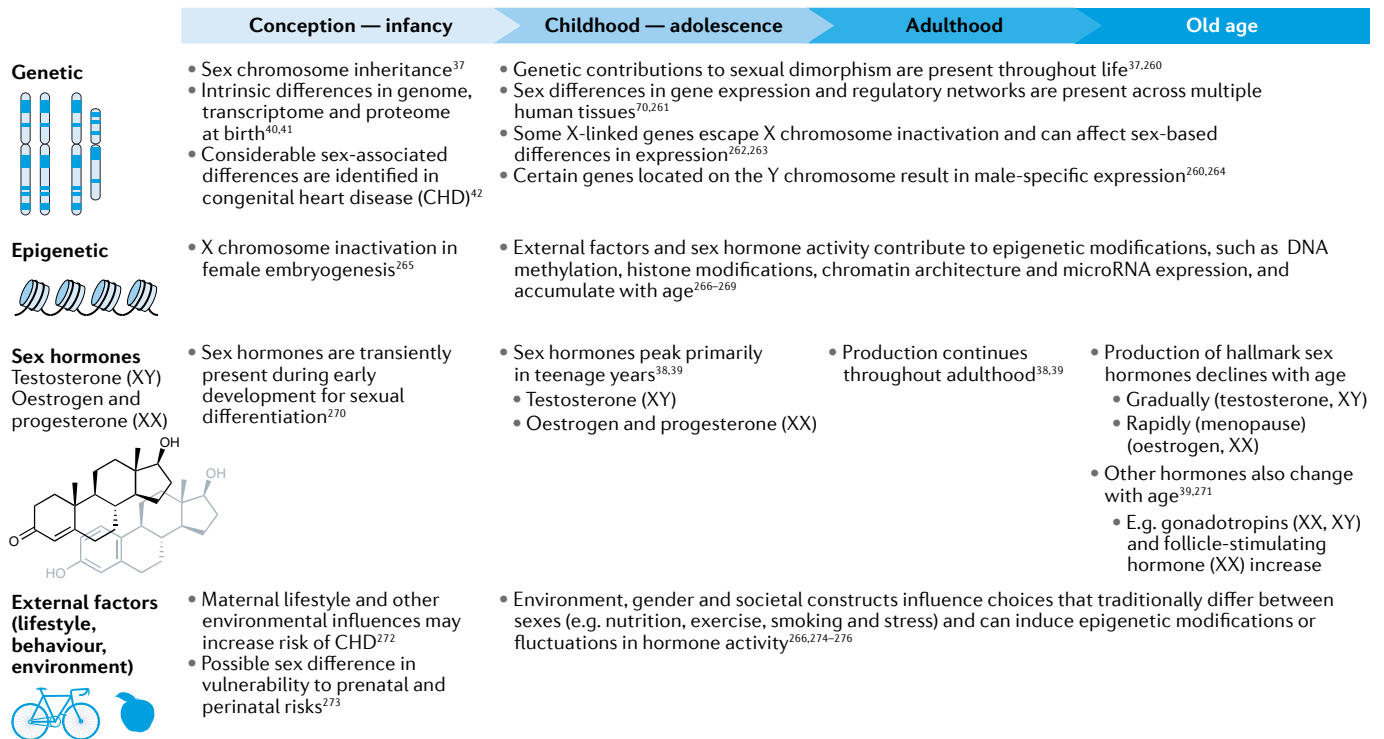 Conception — infancy
Childhood — adolescence
Adulthood
Old age
Genetic
• Sex chromosome inheritance37
• Intrinsic differences in genome,
transcriptome and proteome
at birth40,41
• Considerable sex-associated
differences are identified in
congenital heart disease (CHD)42
• Genetic contributions to sexual dimorphism are present throughout life37,260
• Sex differences in gene expression and regulatory networks are present across multiple
human tissues70,261
• Some X-linked genes escape X chromosome inactivation and can affect sex-based
differences in expression262,263
• Certain genes located on the Y chromosome result in male-specific expression260,264
Epigenetic
• X chromosome inactivation in
female embryogenesis265
• External factors and sex hormone activity contribute to epigenetic modifications, such as DNA
methylation, histone modifications, chromatin architecture and microRNA expression, and
accumulate with age266–269
Sex hormones
Testosterone (XY)
Oestrogen and
progesterone (XX)
OH
OH
O
HO
• Sex hormones are transiently
present during early
development for sexual
differentiation270
• Sex hormones peak primarily
in teenage years38,39
• Testosterone (XY)
• Oestrogen and progesterone (XX)
• Production continues
throughout adulthood38,39
• Production of hallmark sex
hormones declines with age
• Gradually (testosterone, XY)
• Rapidly (menopause)
(oestrogen, XX)
• Other hormones also change
with age39,271
• E.g. gonadotropins (XX, XY)
and follicle-stimulating
hormone (XX) increase
External factors
(lifestyle,
behaviour,
environment)
• Maternal lifestyle and other
environmental influences may
increase risk of CHD272
• Possible sex difference in
vulnerability to prenatal and
perinatal risks273
• Environment, gender and societal constructs influence choices that traditionally differ between
sexes (e.g. nutrition, exercise, smoking and stress) and can induce epigenetic modifications or
fluctuations in hormone activity266,274–276